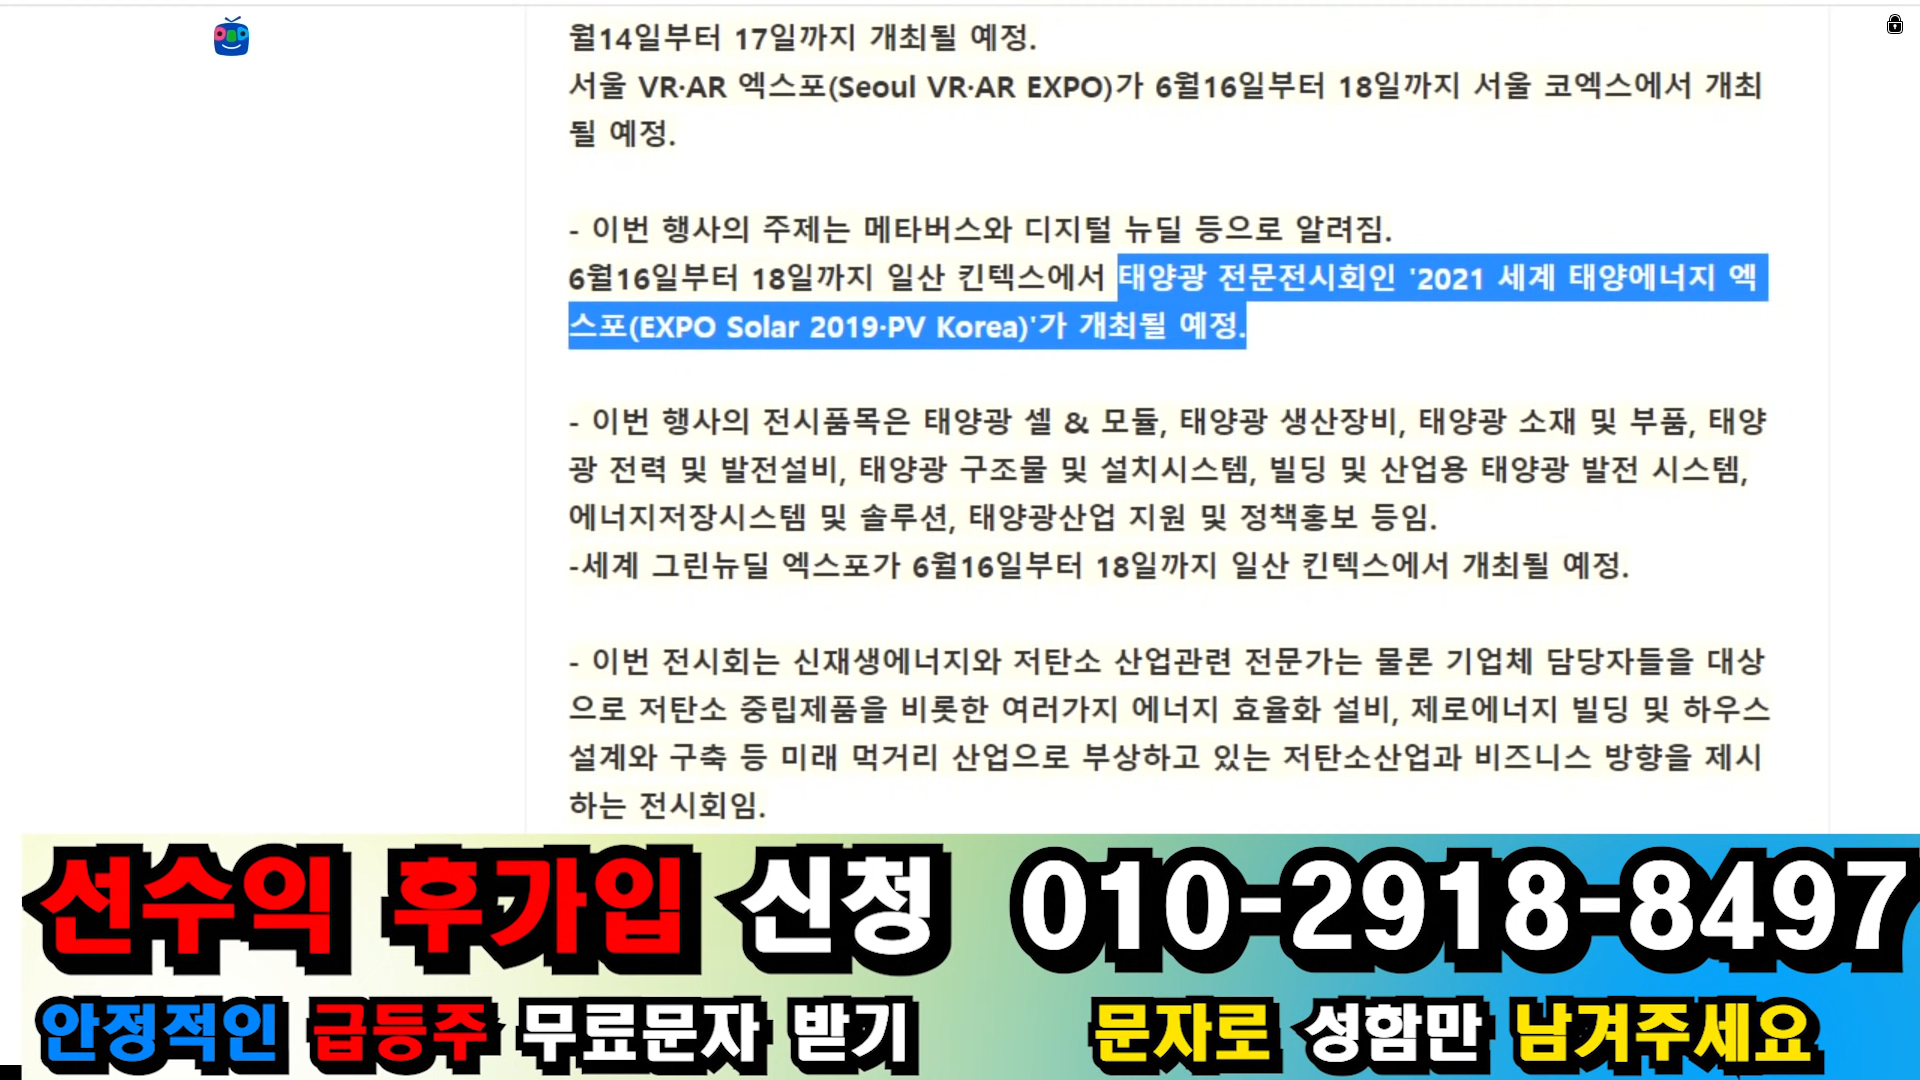 월14일부터 17일까지 개최될 예정.
서울 VR·AR 엑스포(Seoul VR·AR EXPO)가 6월16일부터 18일까지 서울 코엑스에서 개최
될 예정.
- 이번 행사의 주제는 메타버스와 디지털 뉴딜 등으로 알려짐.
6월16일부터 18일까지 일산 킨텍스에서 태양광 전문전시회인 '2021 세계 태양에너지 엑
스포(EXPO Solar 2019·PV Korea)'가 개최될 예정.
- 이번 행사의 전시품목은 태양광 셀 & 모듈, 태양광 생산장비, 태양광 소재 및 부품, 태양
광 전력 및 발전설비, 태양광 구조물 및 설치시스템, 빌딩 및 산업용 태양광 발전 시스템,
에너지저장시스템 및 솔루션, 태양광산업 지원 및 정책홍보 등임.
-세계 그린뉴딜 엑스포가 6월16일부터 18일까지 일산 킨텍스에서 개최될 예정.
- 이번 전시회는 신재생에너지와 저탄소 산업관련 전문가는 물론 기업체 담당자들을 대상
으로 저탄소 중립제품을 비롯한 여러가지 에너지 효율화 설비, 제로에너지 빌딩 및 하우스
설계와 구축 등 미래 먹거리 산업으로 부상하고 있는 저탄소산업과 비즈니스 방향을 제시
하는 전시회임.
선수익 후가입 신청 010-2918-8497
안정적인 급등주 무료문자 받기 문자로 성함만 남겨주세요